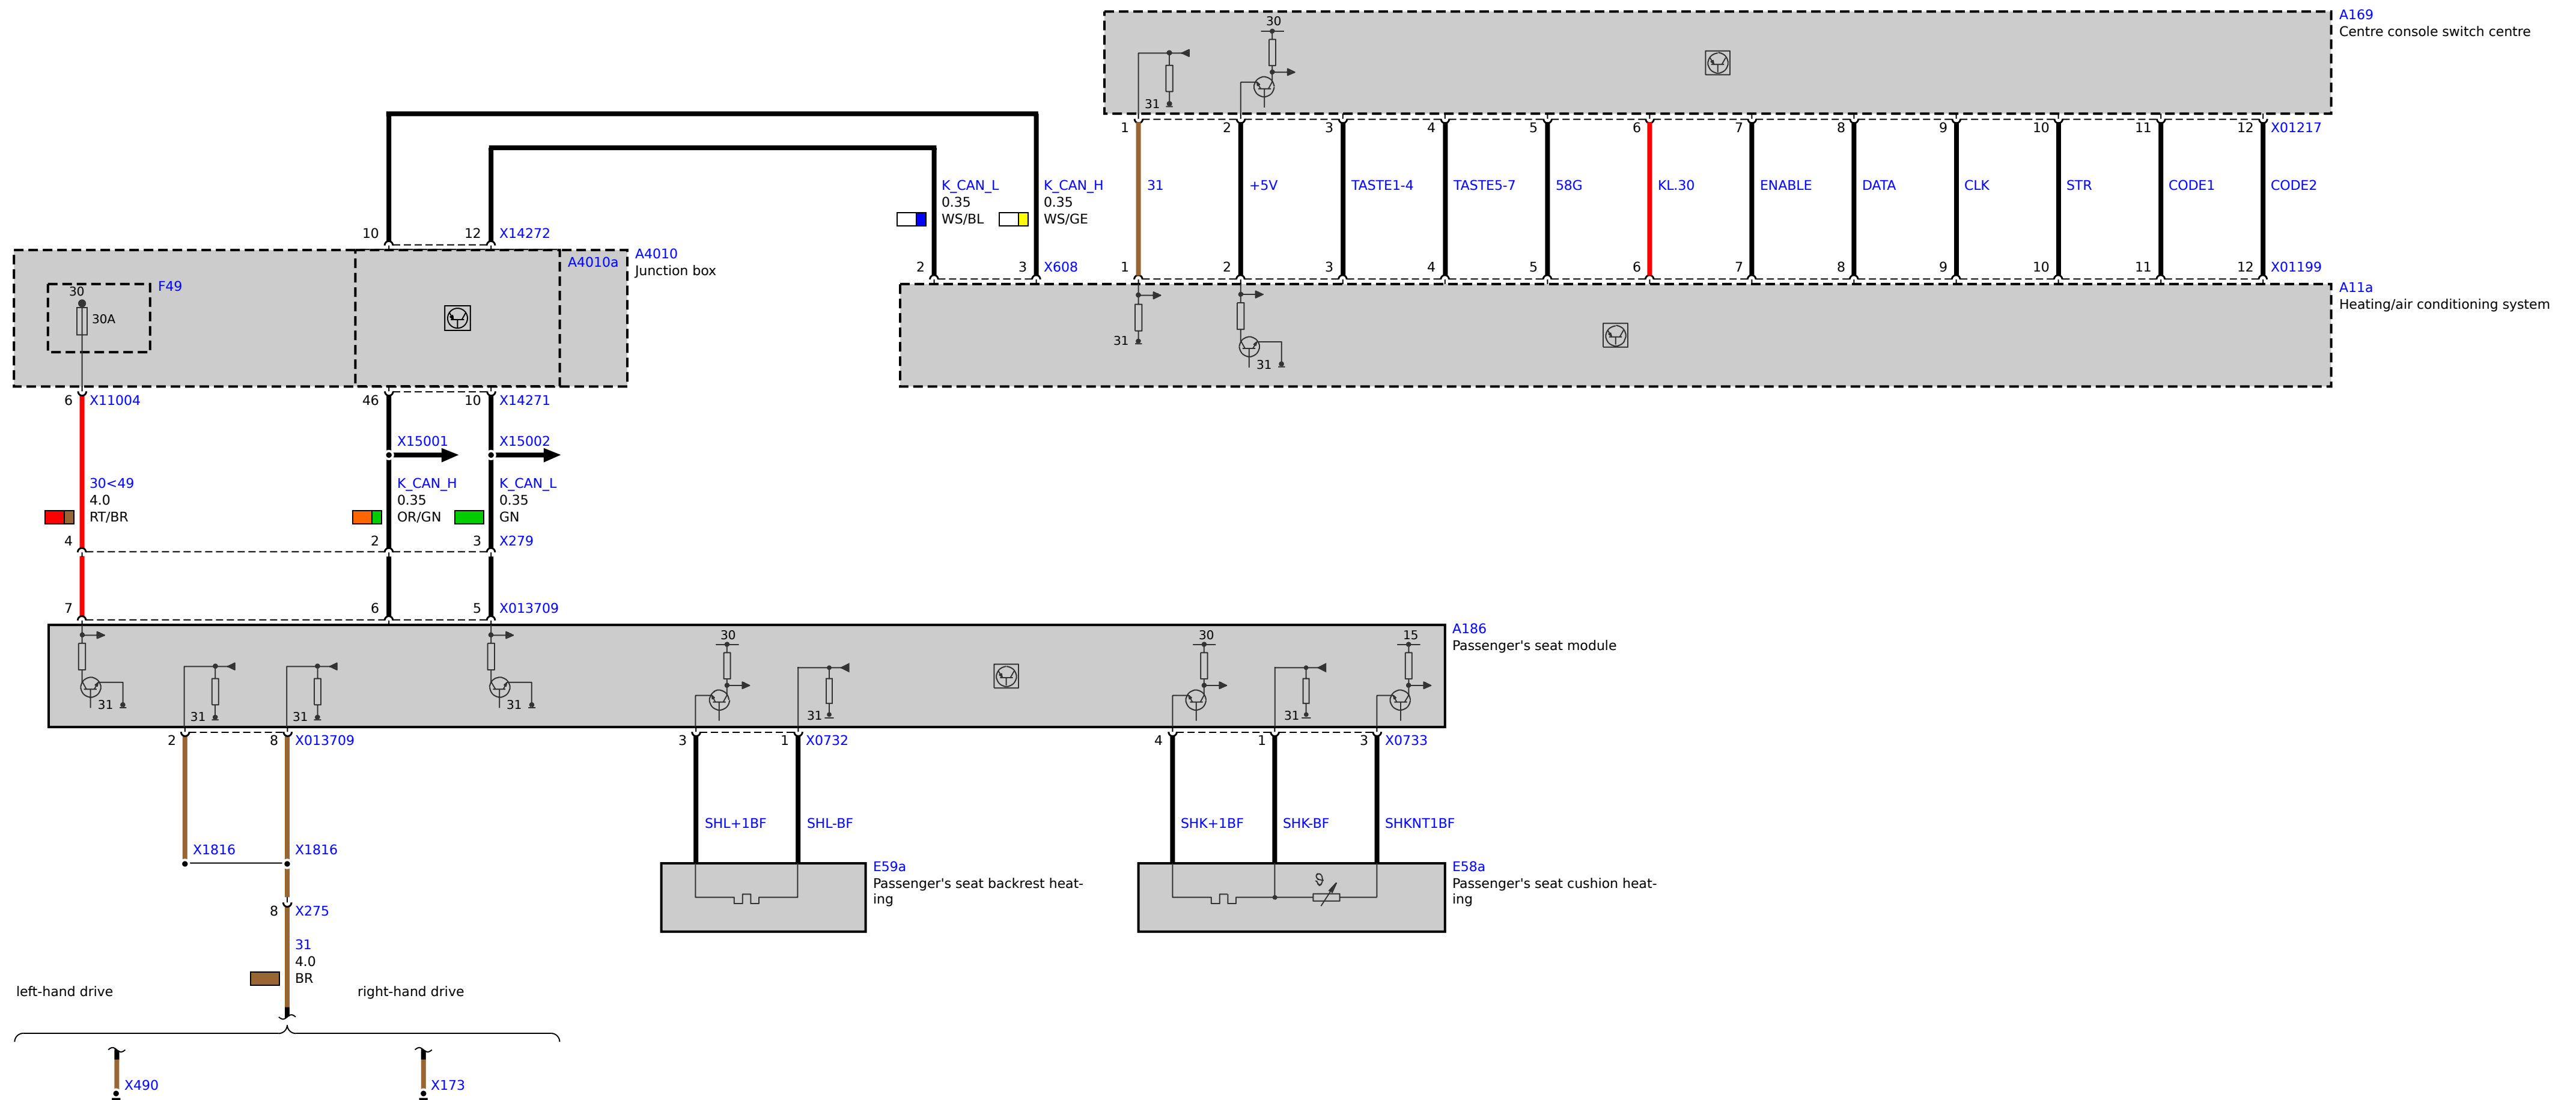 30
A169
Centre console switch centre
31
1
2
3
4
5
6
7
8
9
10
11
12
X01217
K_CAN_L
0.35
WS/BL
K_CAN_H
0.35
WS/GE
31
+5V
TASTE1-4
TASTE5-7
58G
KL.30
ENABLE
DATA
CLK
STR
CODE1
CODE2
10
12
X14272
2
3
X608
1
2
3
4
5
6
7
8
9
10
11
12
X01199
A4010a
A4010
Junction box
F49
30
30A
A11a
Heating/air conditioning system
31
31
6
X11004
46
10
X14271
X15001
X15002
30<49
4.0
RT/BR
K_CAN_H
0.35
OR/GN
K_CAN_L
0.35
GN
4
2
3
X279
7
6
5
X013709
A186
Passenger's seat module
30
30
15
31
31
31
31
31
31
2
8
X013709
3
1
X0732
4
1
3
X0733
SHL+1BF
SHL-BF
SHK+1BF
SHK-BF
SHKNT1BF
X1816
X1816
E59a
Passenger's seat backrest heat-
ing
E58a
Passenger's seat cushion heat-
ing
ϑ
8
X275
31
4.0
BR
left-hand drive
right-hand drive
X490
X173